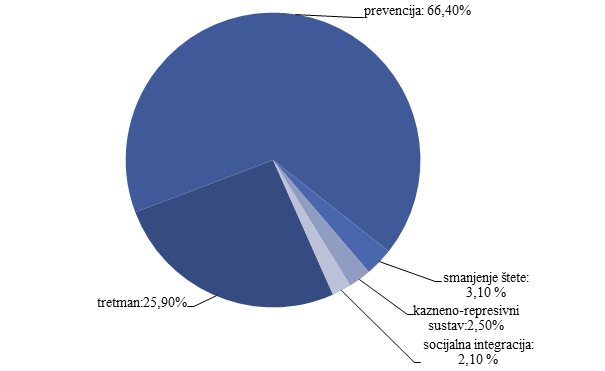 prevencija: 66,40%
smanjenje štete:
3,10 %
kazneno-represivni
sustav:2,50%
socijalna integracija:
2,10 %
tretman:25,90%